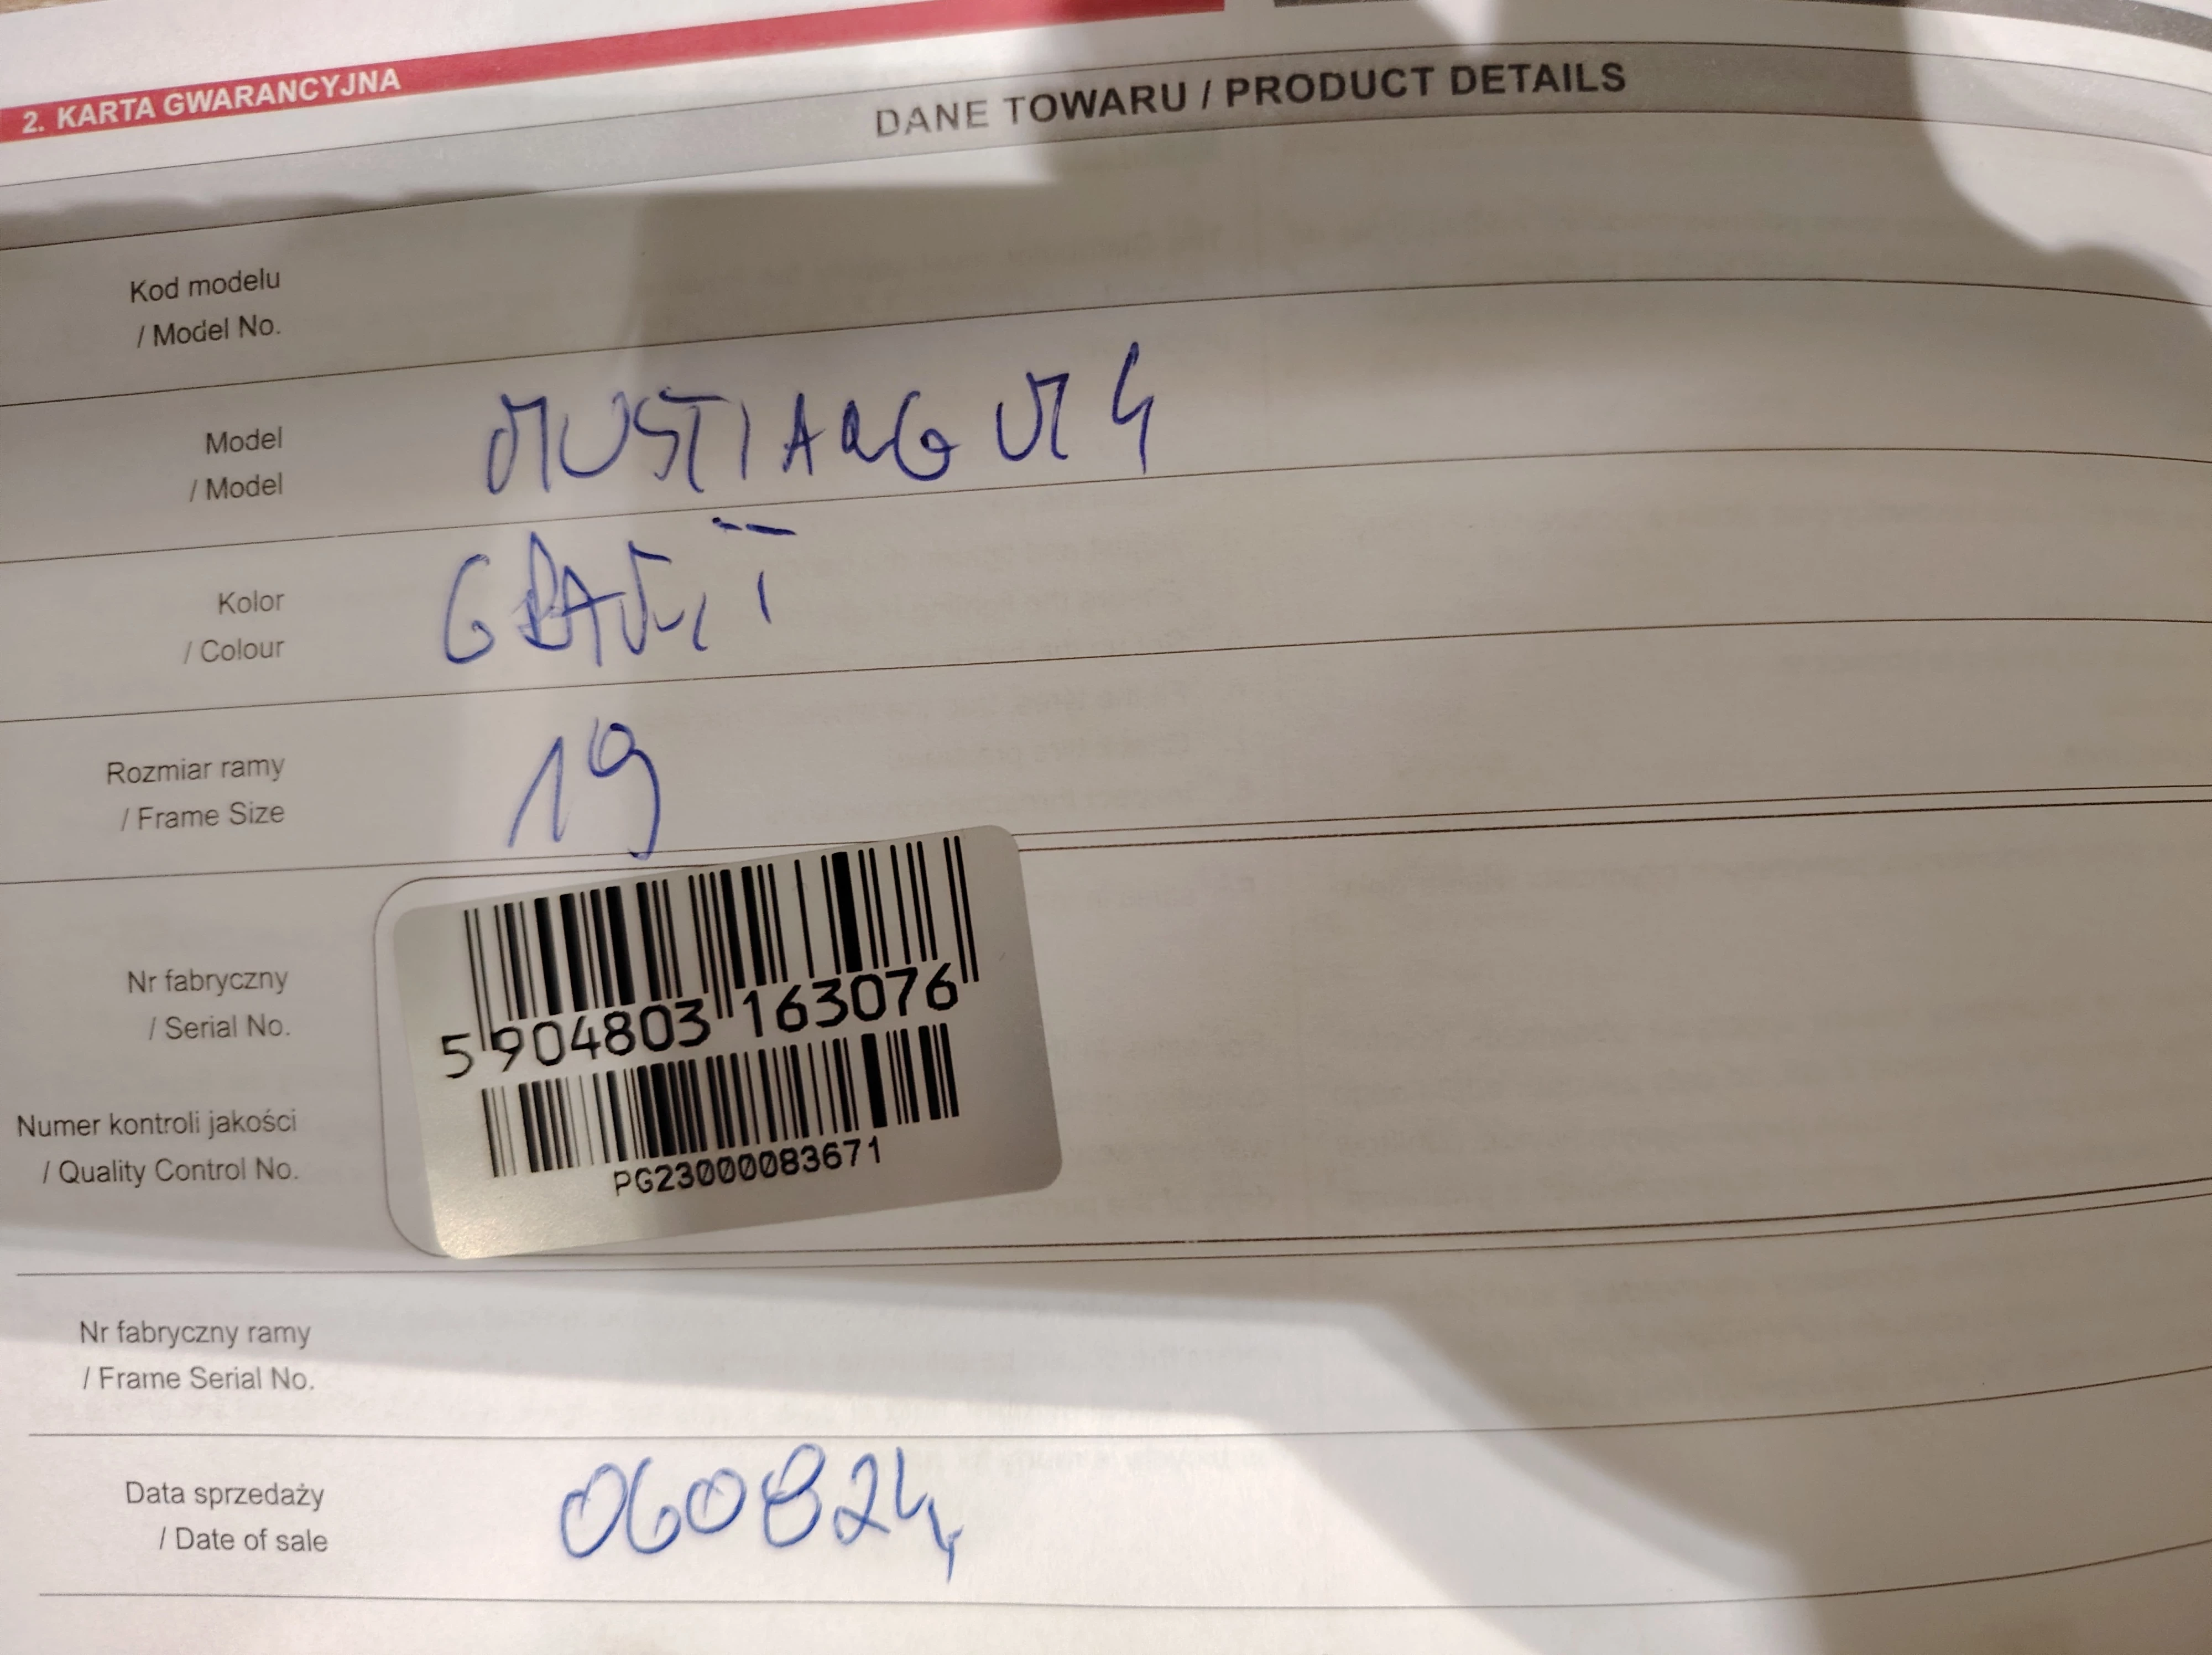 2. KARTA GWARANCYJNA
DANE TOWARU / PRODUCT DETAILS
Kod modelu
/ Model No.
Model
/ Model
4
Kolor
/ Colour
GRAFIT
Rozmiar ramy
/ Frame Size
19
Nr fabryczny
/ Serial No.
5 904803 163076
Numer kontroli jakości
/ Quality Control No.
PG23000083671
Nr fabryczny ramy
/ Frame Serial No.
Data sprzedaży
/ Date of sale
060824